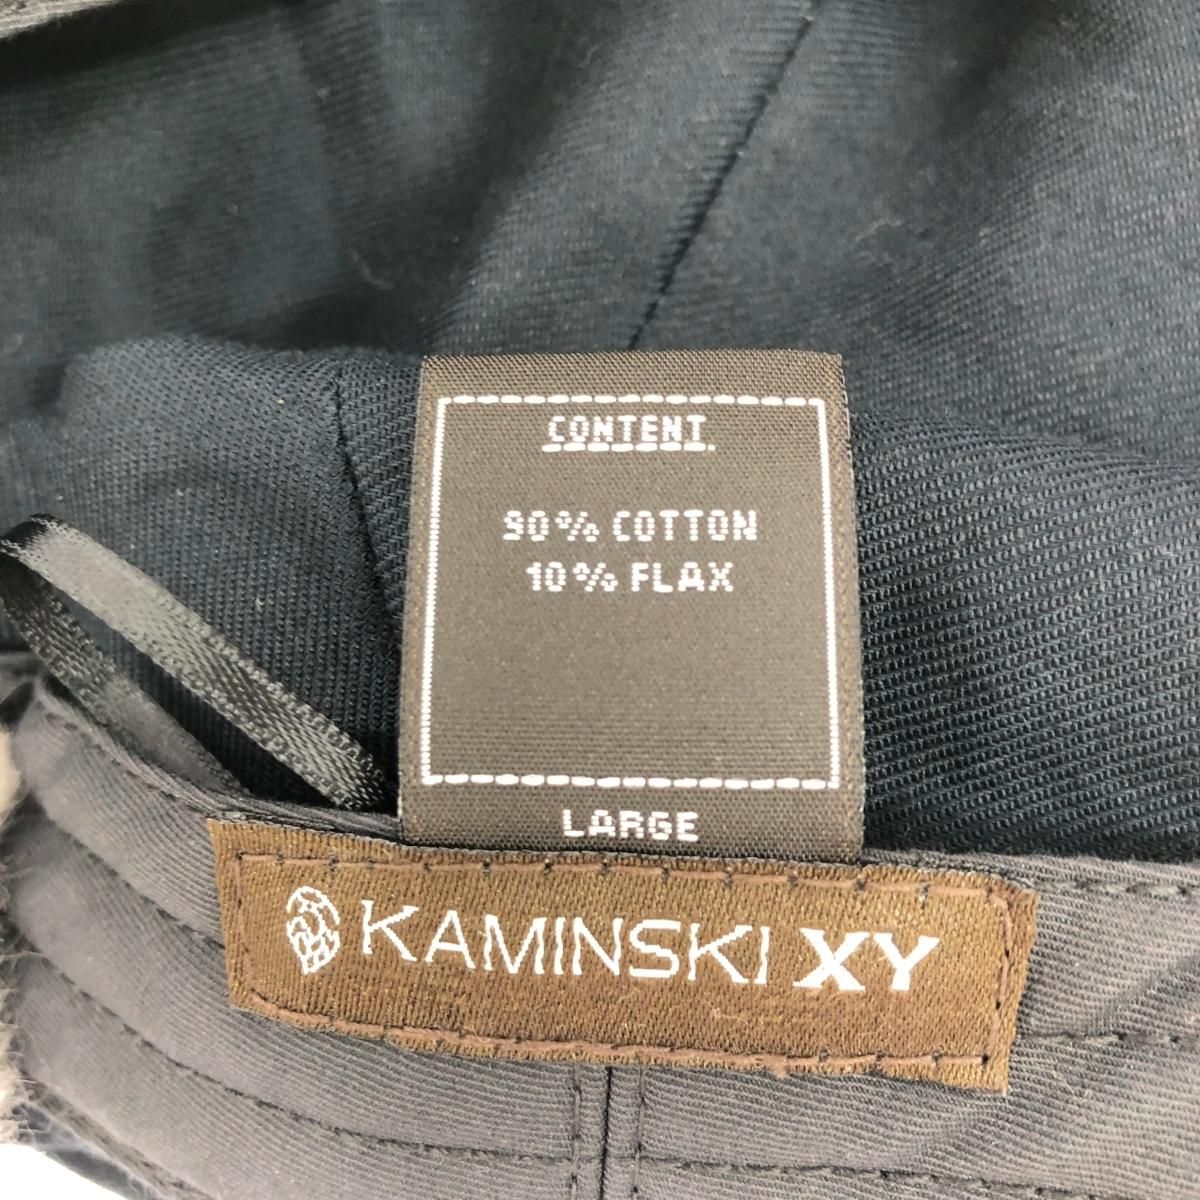 CONTENT
90% COTTON
10% FLAX
LARGE
KAMINSKI XY